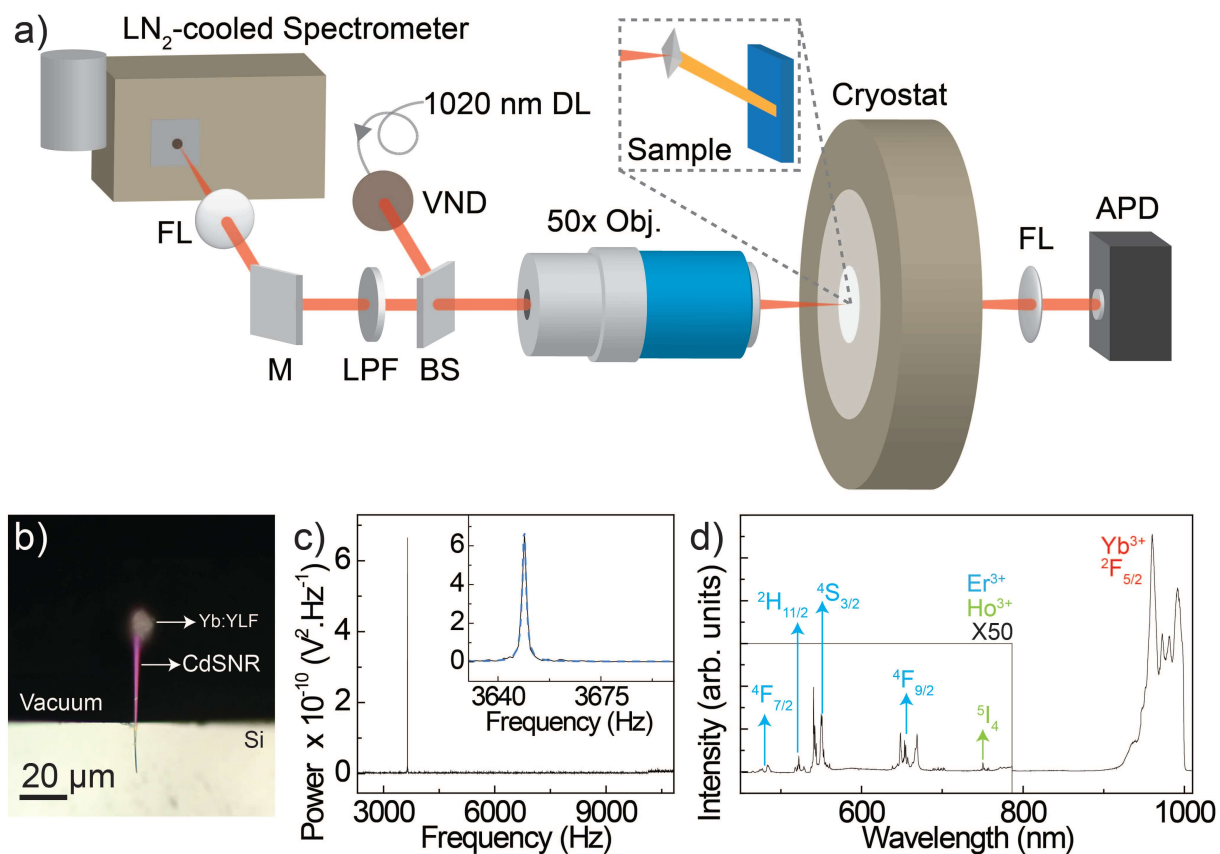 a)
LN₂-cooled Spectrometer
1020 nm DL
VND
FL
M
LPF
BS
50x Obj.
Sample
Cryostat
FL
APD
b)
Yb:YLF
CdSNR
Vacuum
Si
20 µm
c)
Power x 10⁻¹⁰ (V².Hz⁻¹)
6
4
2
0
3000
6000
9000
Frequency (Hz)
6
4
2
0
3640
3675
Frequency (Hz)
d)
Intensity (arb. units)
Yb³⁺
²F₅/₂
Er³⁺
Ho³⁺
X50
⁴F₇/₂
²H₁₁/₂
⁴S₃/₂
⁴F₉/₂
⁵I₄
600
800
1000
Wavelength (nm)